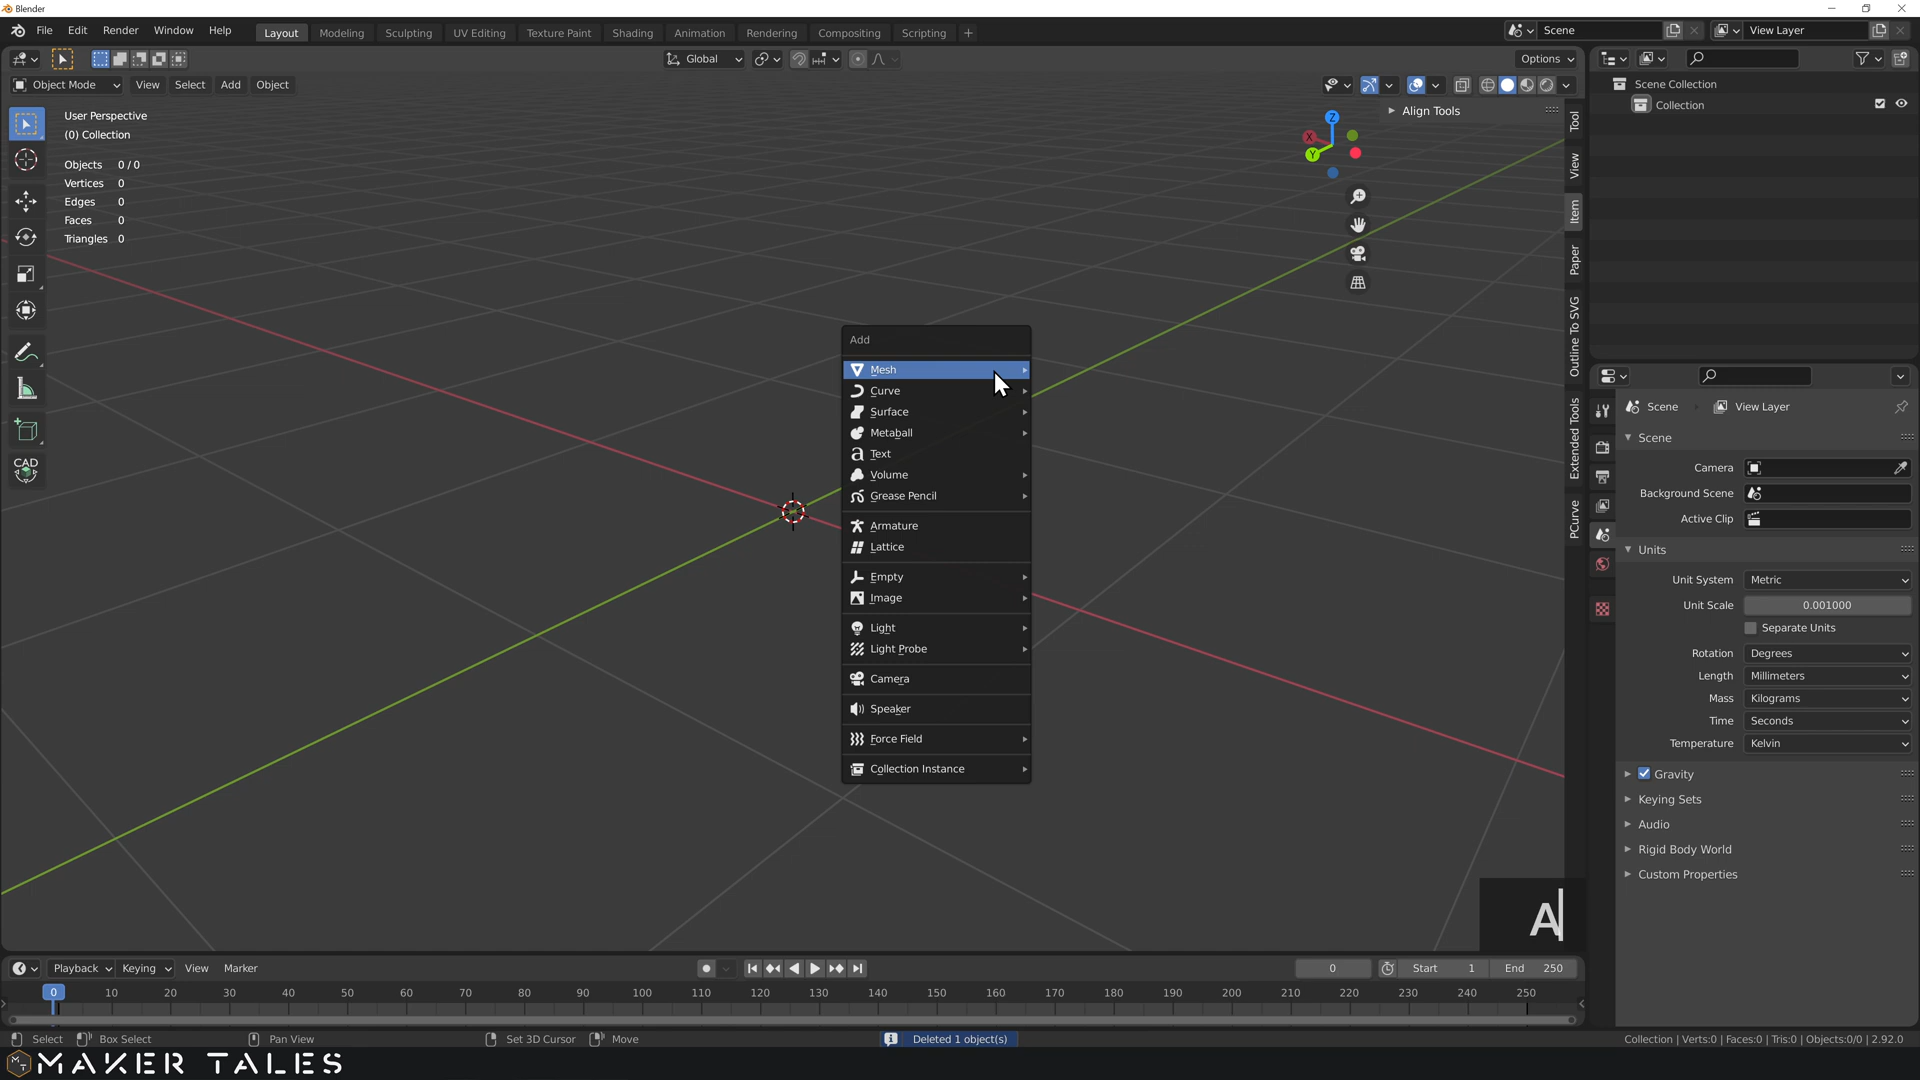 Blender
File Edit Render Window Help
Layout Modeling Sculpting UV Editing Texture Paint Shading Animation Rendering Compositing Scripting +
Scene
View Layer
Global
Options
Object Mode View Select Add Object
User Perspective
(0) Collection
Objects 0 / 0
Vertices 0
Edges 0
Faces 0
Triangles 0
CAD
Z
X
Y
Align Tools
Tool
View
Item
Paper
Outline To SVG
Extended Tools
PCurve
Add
Mesh
Curve
Surface
Metaball
Text
Volume
Grease Pencil
Armature
Lattice
Empty
Image
Light
Light Probe
Camera
Speaker
Force Field
Collection Instance
Scene Collection
Collection
Scene View Layer
Scene
Camera
Background Scene
Active Clip
Units
Unit System Metric
Unit Scale 0.001000
Separate Units
Rotation Degrees
Length Millimeters
Mass Kilograms
Time Seconds
Temperature Kelvin
Gravity
Keying Sets
Audio
Rigid Body World
Custom Properties
A
Playback Keying View Marker
0 Start 1 End 250
0 10 20 30 40 50 60 70 80 90 100 110 120 130 140 150 160 170 180 190 200 210 220 230 240 250
Select Box Select Pan View Set 3D Cursor Move
Deleted 1 object(s)
Collection | Verts:0 | Faces:0 | Tris:0 | Objects:0/0 | 2.92.0
MT MAKER TALES